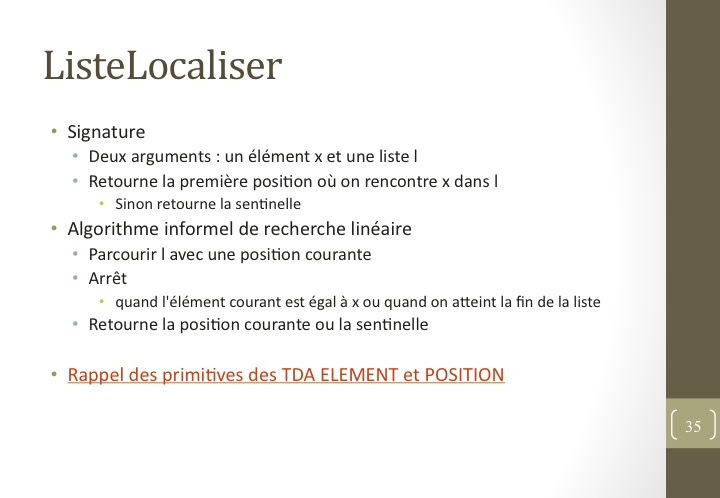 ListeLocaliser
• Signature
• Deux arguments : un élément x et une liste l
• Retourne la première position où on rencontre x dans l
• Sinon retourne la sentinelle
• Algorithme informel de recherche linéaire
• Parcourir l avec une position courante
• Arrêt
• quand l'élément courant est égal à x ou quand on atteint la fin de la liste
• Retourne la position courante ou la sentinelle
• Rappel des primitives des TDA ELEMENT et POSITION
35